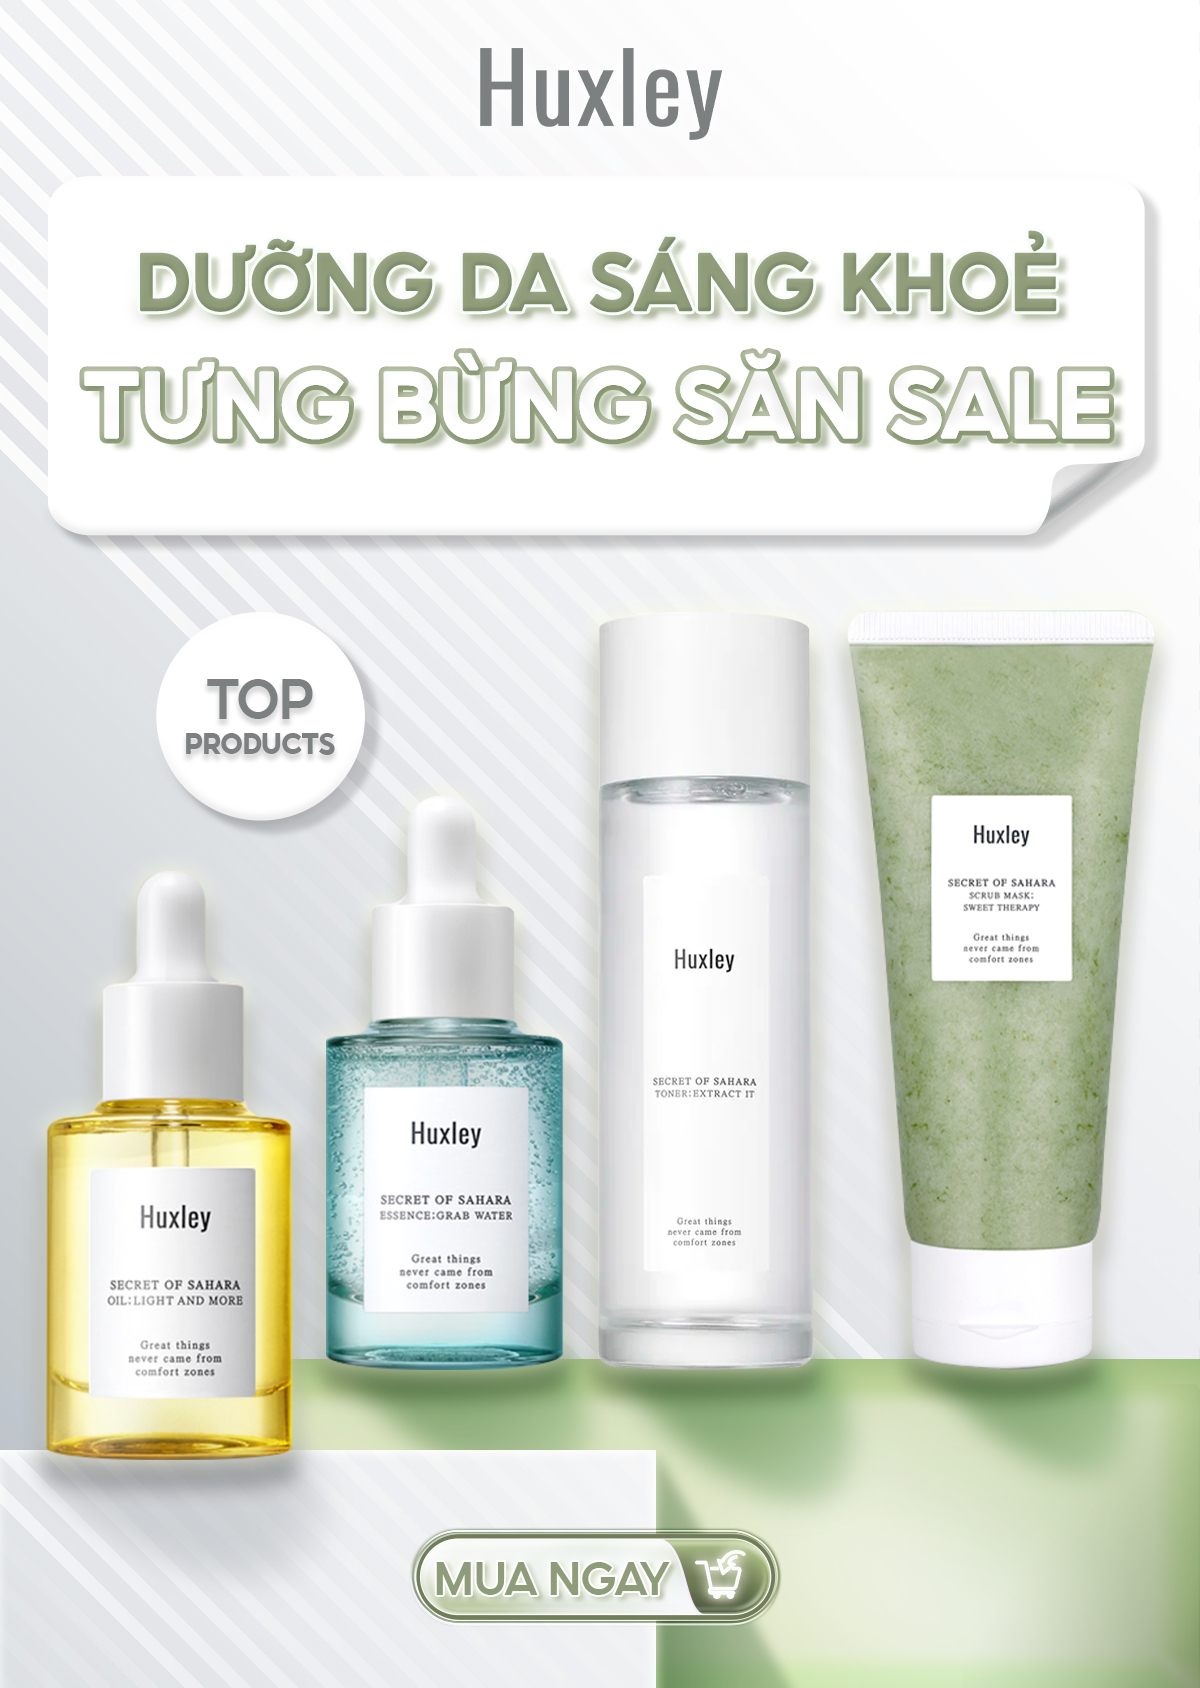 Huxley
DƯỠNG DA SÁNG KHOẺ
TƯNG BỪNG SĂN SALE
TOP
PRODUCTS
Huxley
SECRET OF SAHARA
OIL;LIGHT AND MORE
Great things
never came from
comfort zones
Huxley
SECRET OF SAHARA
ESSENCE;GRAB WATER
Great things
never came from
comfort zones
Huxley
SECRET OF SAHARA
TONER;EXTRACT IT
Great things
never came from
comfort zones
Huxley
SECRET OF SAHARA
SCRUB MASK;
SWEET THERAPY
Great things
never came from
comfort zones
MUA NGAY